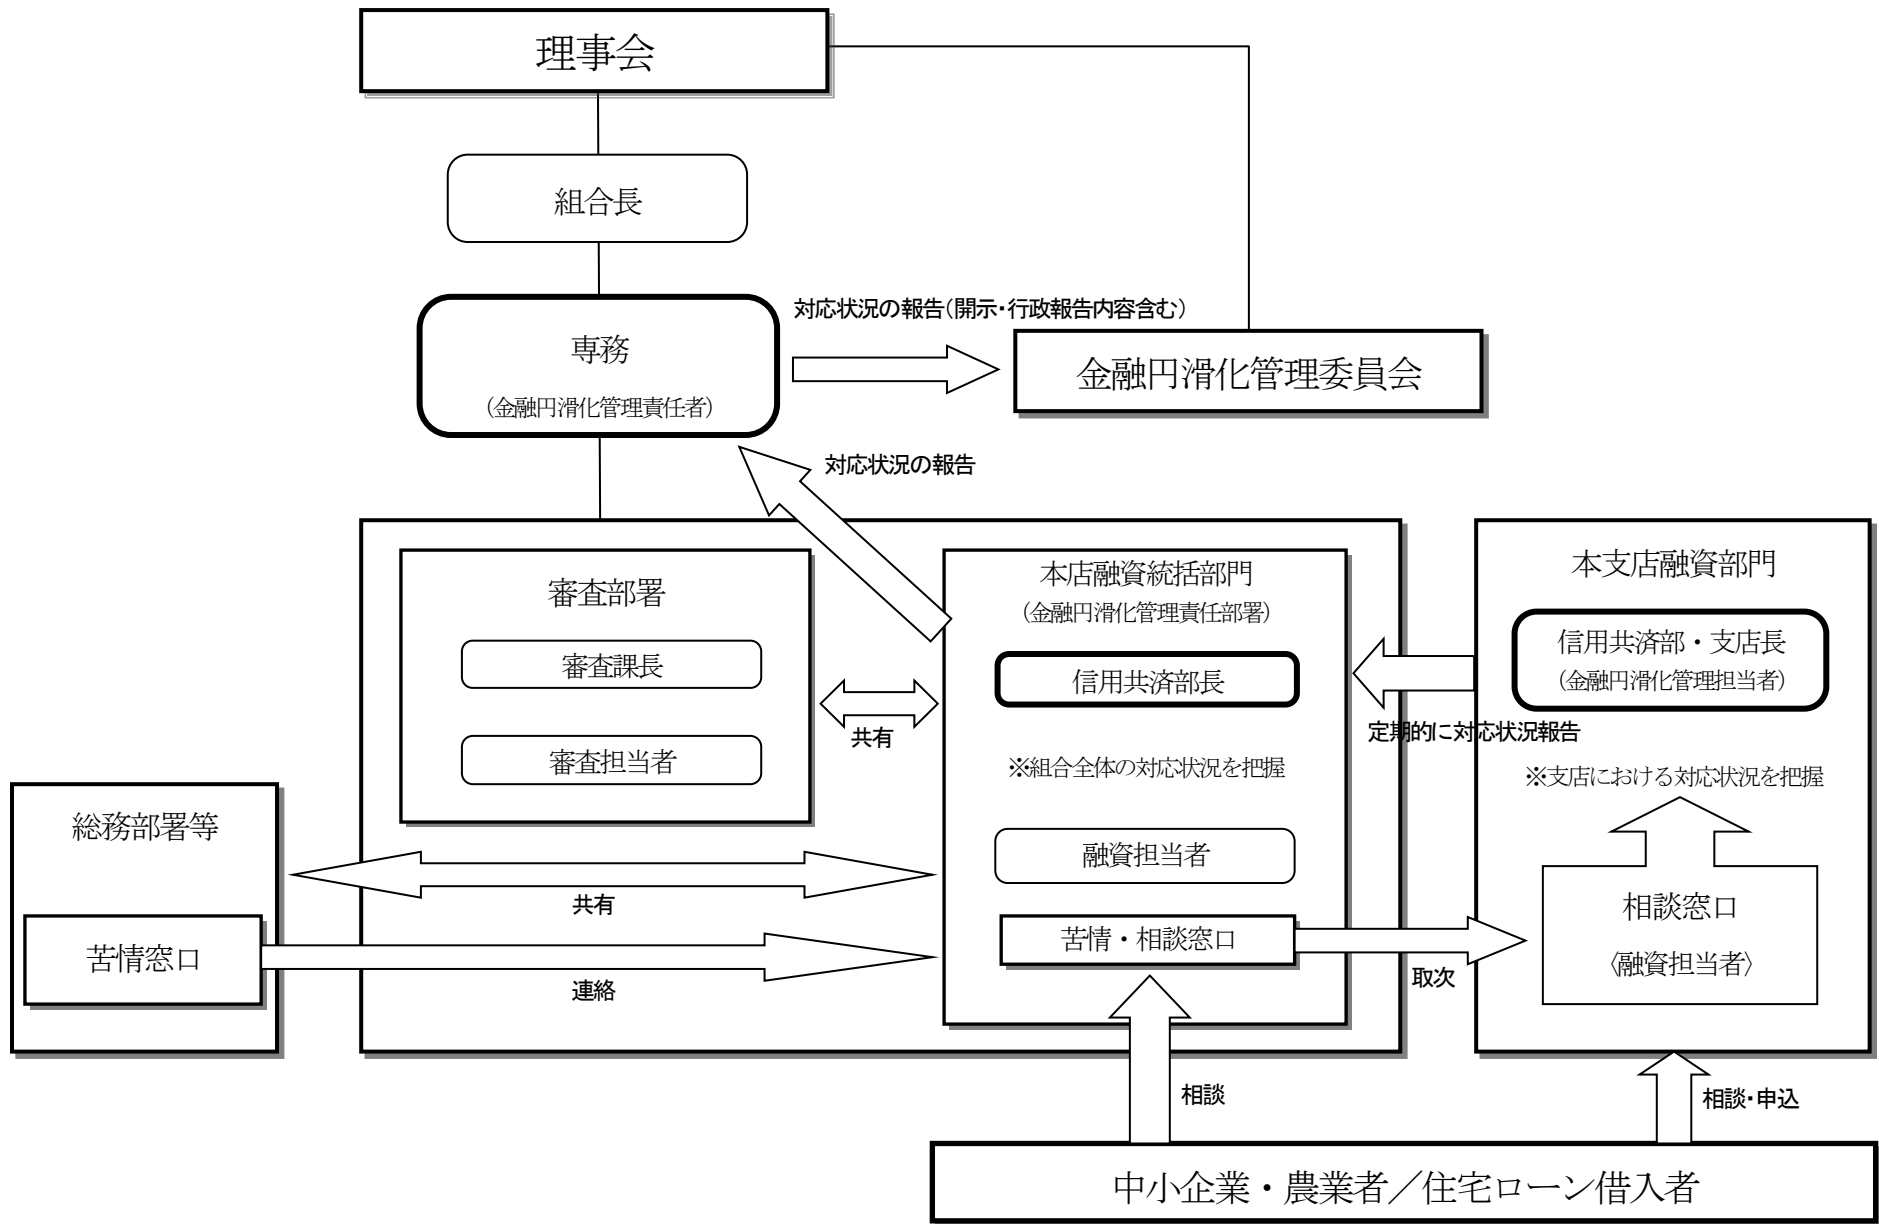 理事会
組合長
専務
（金融円滑化管理責任者）
対応状況の報告（開示・行政報告内容含む）
金融円滑化管理委員会
対応状況の報告
審査部署
審査課長
審査担当者
共有
本店融資統括部門
（金融円滑化管理責任部署）
信用共済部長
※組合全体の対応状況を把握
融資担当者
苦情・相談窓口
本支店融資部門
信用共済部・支店長
（金融円滑化管理担当者）
定期的に対応状況報告
※支店における対応状況を把握
相談窓口
〈融資担当者〉
総務部署等
苦情窓口
共有
連絡
取次
相談
相談・申込
中小企業・農業者／住宅ローン借入者